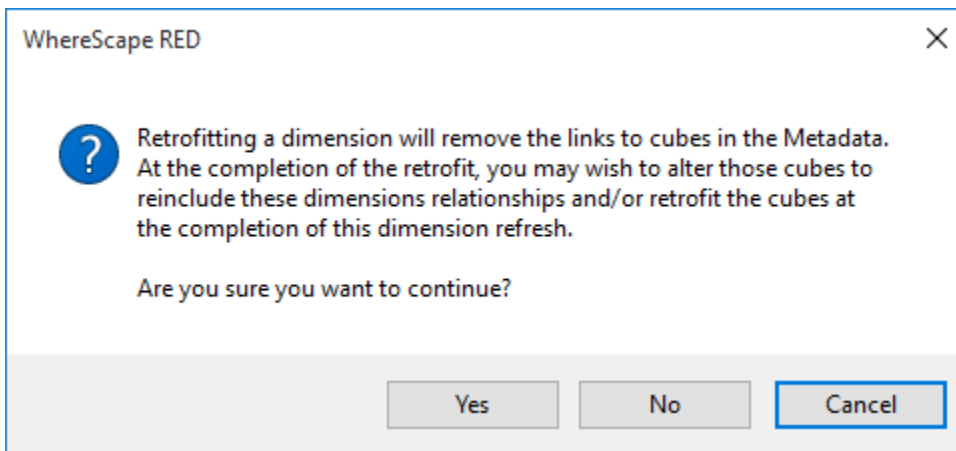 WhereScape RED
Retrofitting a dimension will remove the links to cubes in the Metadata.
At the completion of the retrofit, you may wish to alter those cubes to
reinclude these dimensions relationships and/or retrofit the cubes at
the completion of this dimension refresh.
Are you sure you want to continue?
Yes No Cancel